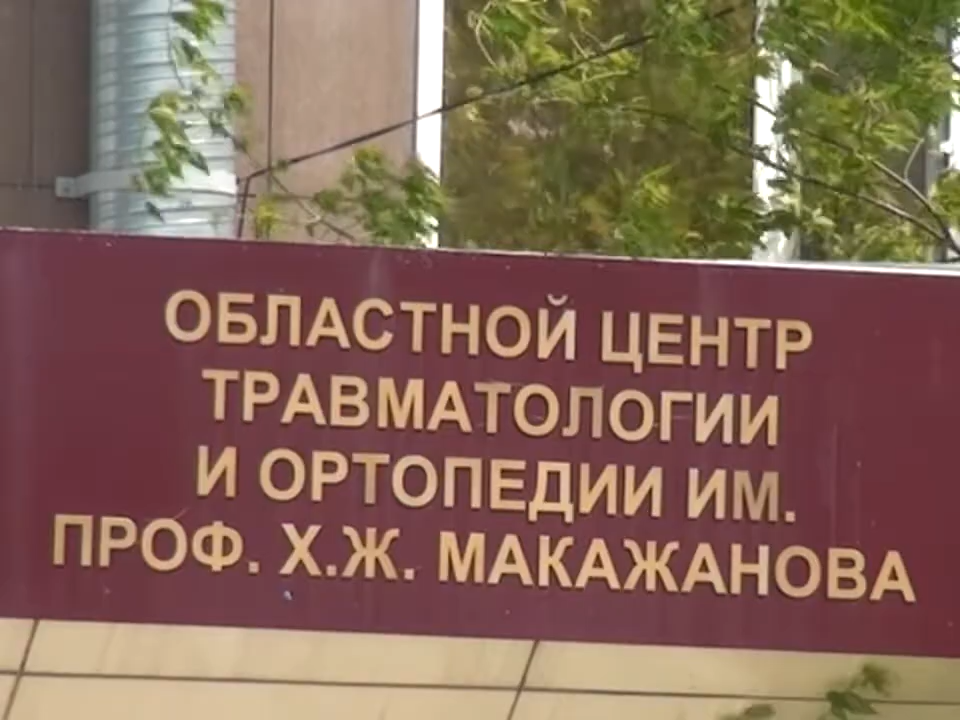 ОБЛАСТНОЙ ЦЕНТР
ТРАВМАТОЛОГИИ
И ОРТОПЕДИИ ИМ.
ПРОФ. Х.Ж. МАКАЖАНОВА